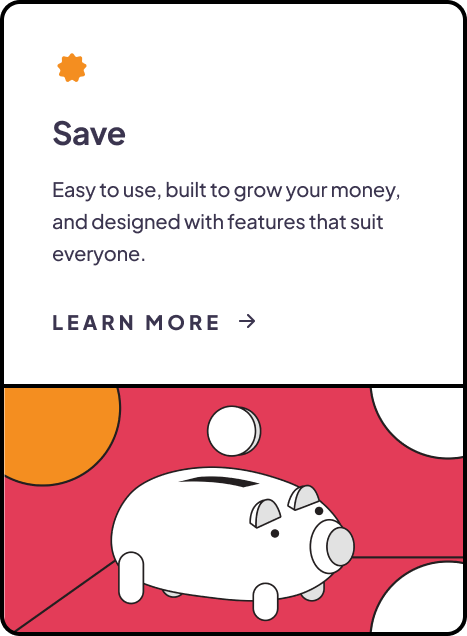 Save
Easy to use, built to grow your money,
and designed with features that suit
everyone.
LEARN MORE →